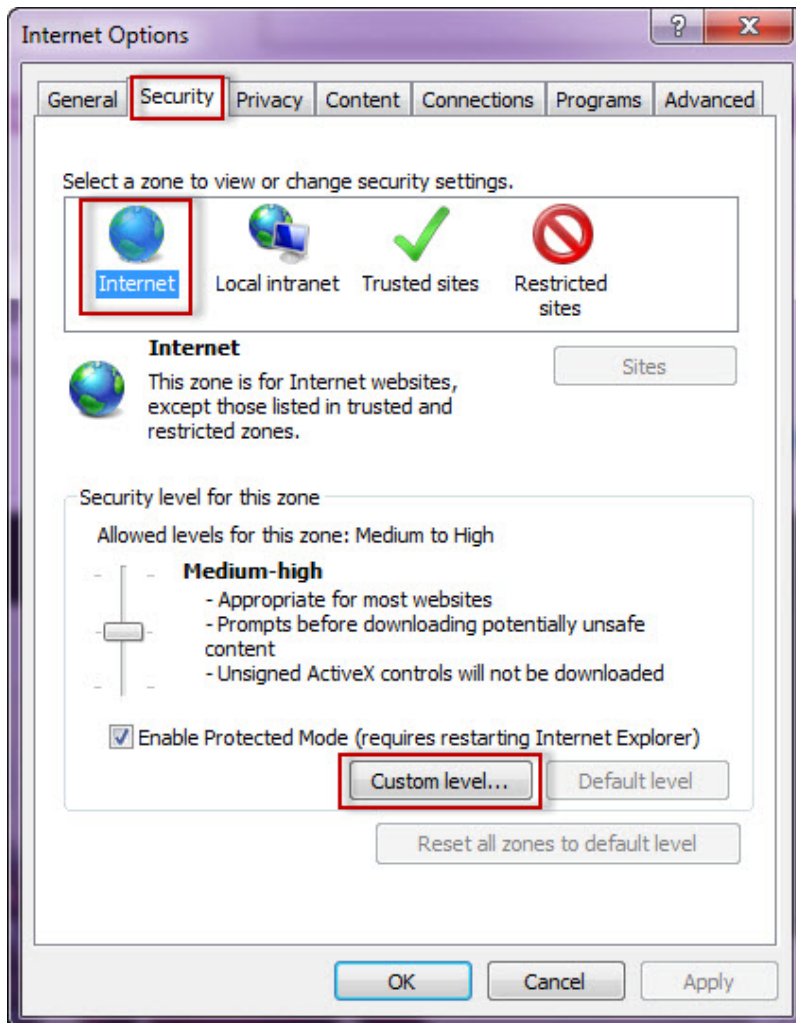 Internet Options
General Security Privacy Content Connections Programs Advanced
Select a zone to view or change security settings.
Internet Local intranet Trusted sites Restricted
sites
Internet
Sites
This zone is for Internet websites,
except those listed in trusted and
restricted zones.
Security level for this zone
Allowed levels for this zone: Medium to High
Medium-high
- Appropriate for most websites
- Prompts before downloading potentially unsafe
content
- Unsigned ActiveX controls will not be downloaded
Enable Protected Mode (requires restarting Internet Explorer)
Custom level... Default level
Reset all zones to default level
OK Cancel Apply